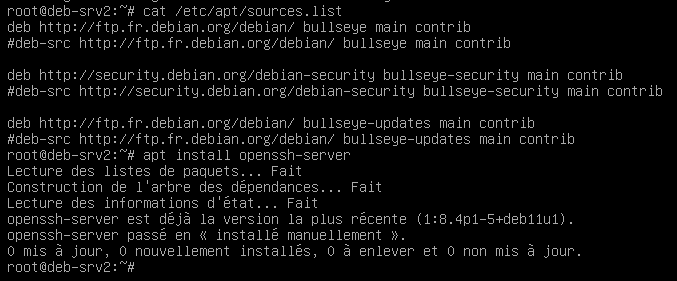 root@deb-srv2:~# cat /etc/apt/sources.list
deb http://ftp.fr.debian.org/debian/ bullseye main contrib
#deb-src http://ftp.fr.debian.org/debian/ bullseye main contrib
deb http://security.debian.org/debian-security bullseye-security main contrib
#deb-src http://security.debian.org/debian-security bullseye-security main contrib
deb http://ftp.fr.debian.org/debian/ bullseye-updates main contrib
#deb-src http://ftp.fr.debian.org/debian/ bullseye-updates main contrib
root@deb-srv2:~# apt install openssh-server
Lecture des listes de paquets... Fait
Construction de l'arbre des dépendances... Fait
Lecture des informations d'état... Fait
openssh-server est déjà la version la plus récente (1:8.4p1-5+deb11u1).
openssh-server passé en « installé manuellement ».
0 mis à jour, 0 nouvellement installés, 0 à enlever et 0 non mis à jour.
root@deb-srv2:~#